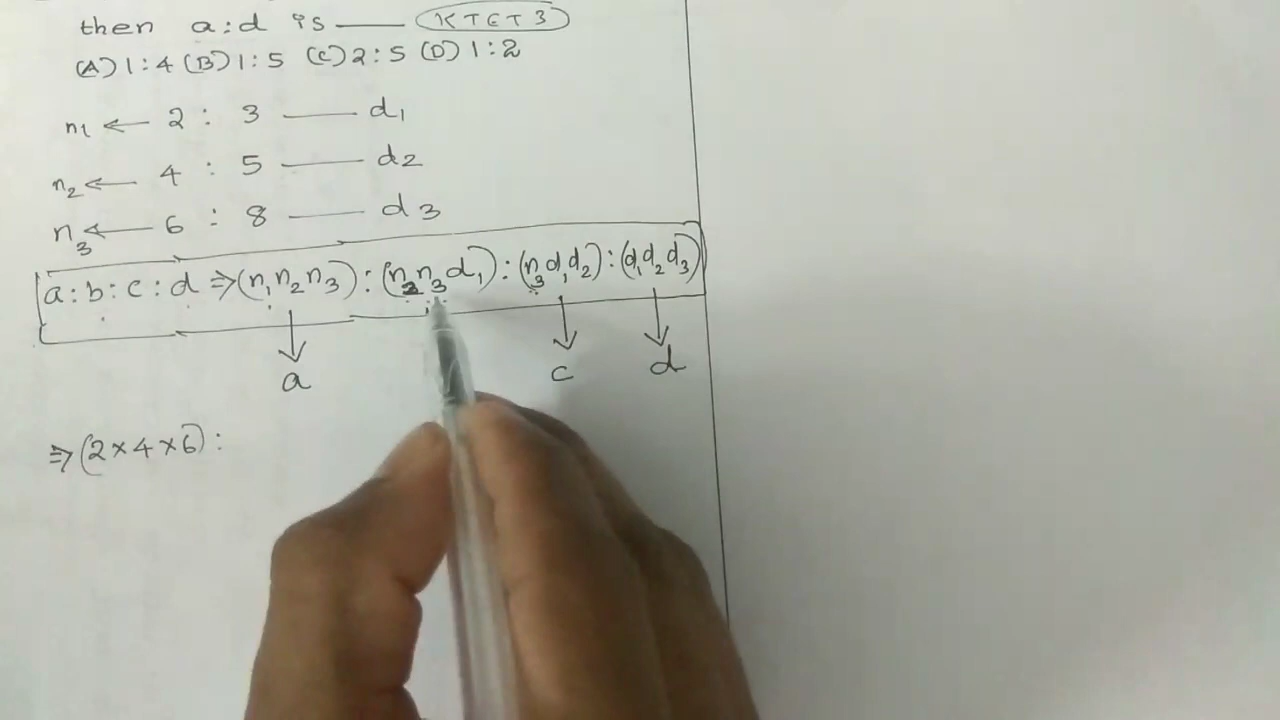 then a:d is —— KTET 3
(A) 1:4 (B) 1:5 (C) 2:5 (D) 1:2
n₁ ← 2 : 3 —— d₁
n₂ ← 4 : 5 —— d₂
n₃ ← 6 : 8 —— d₃
a:b:c:d ⇒ (n₁n₂n₃) : (n₂n₃d₁) : (n₃d₁d₂) : (d₁d₂d₃)
↓ ↓ ↓
a c d
⇒ (2×4×6) :